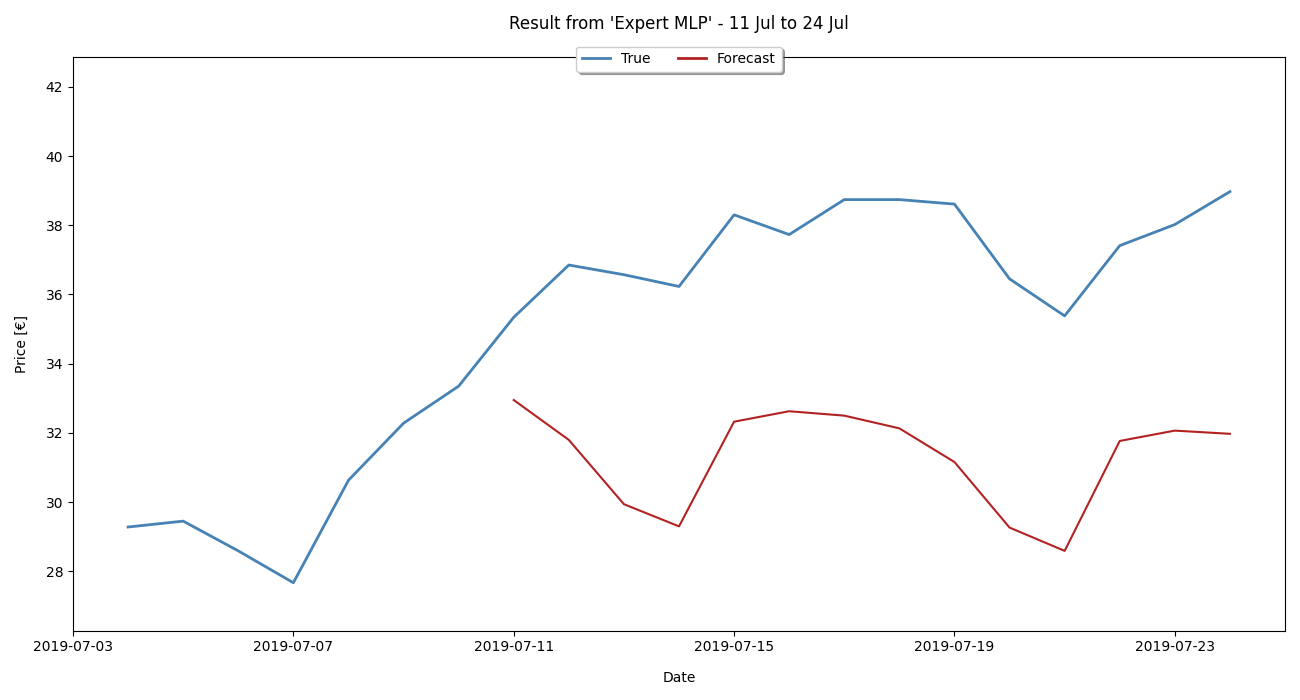 Result from 'Expert MLP' - 11 Jul to 24 Jul
True Forecast
42
40
38
36
34
32
30
28
Price [€]
2019-07-03 2019-07-07 2019-07-11 2019-07-15 2019-07-19 2019-07-23
Date